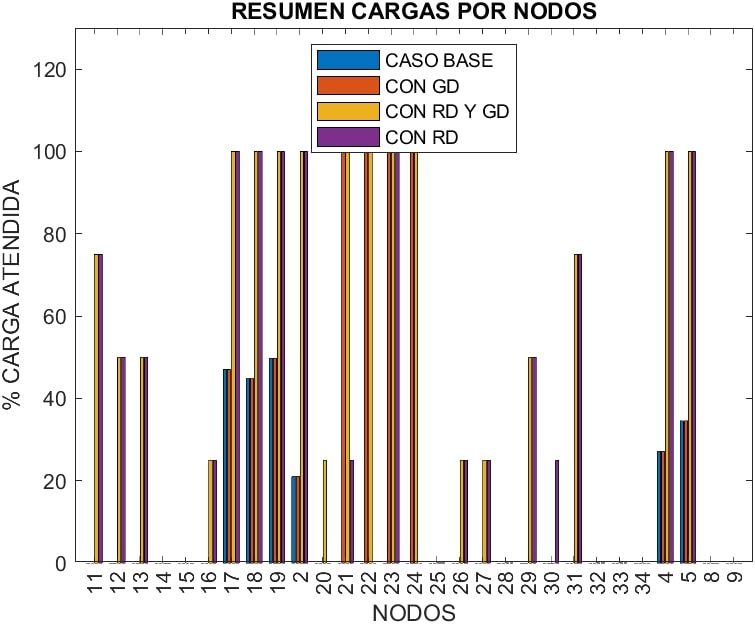 RESUMEN CARGAS POR NODOS
CASO BASE
CON GD
CON RD Y GD
CON RD
% CARGA ATENDIDA
120
100
80
60
40
20
0
11 12 13 14 15 16 17 18 19 2 20 21 22 23 24 25 26 27 28 29 30 31 32 33 34 4 5 8 9
NODOS